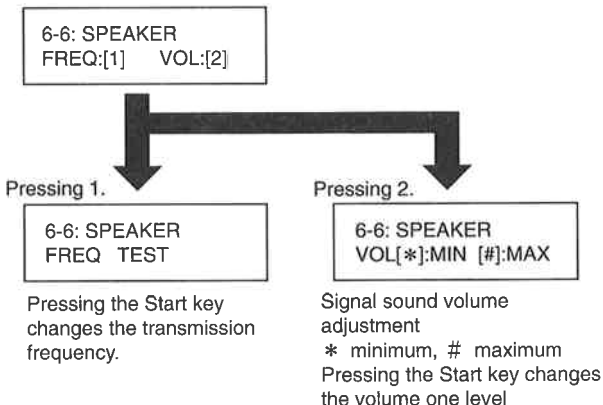 6-6: SPEAKER
FREQ:[1] VOL:[2]
Pressing 1.
6-6: SPEAKER
FREQ TEST
Pressing the Start key
changes the transmission
frequency.
Pressing 2.
6-6: SPEAKER
VOL[*]:MIN [#]:MAX
Signal sound volume
adjustment
* minimum, # maximum
Pressing the Start key changes
the volume one level